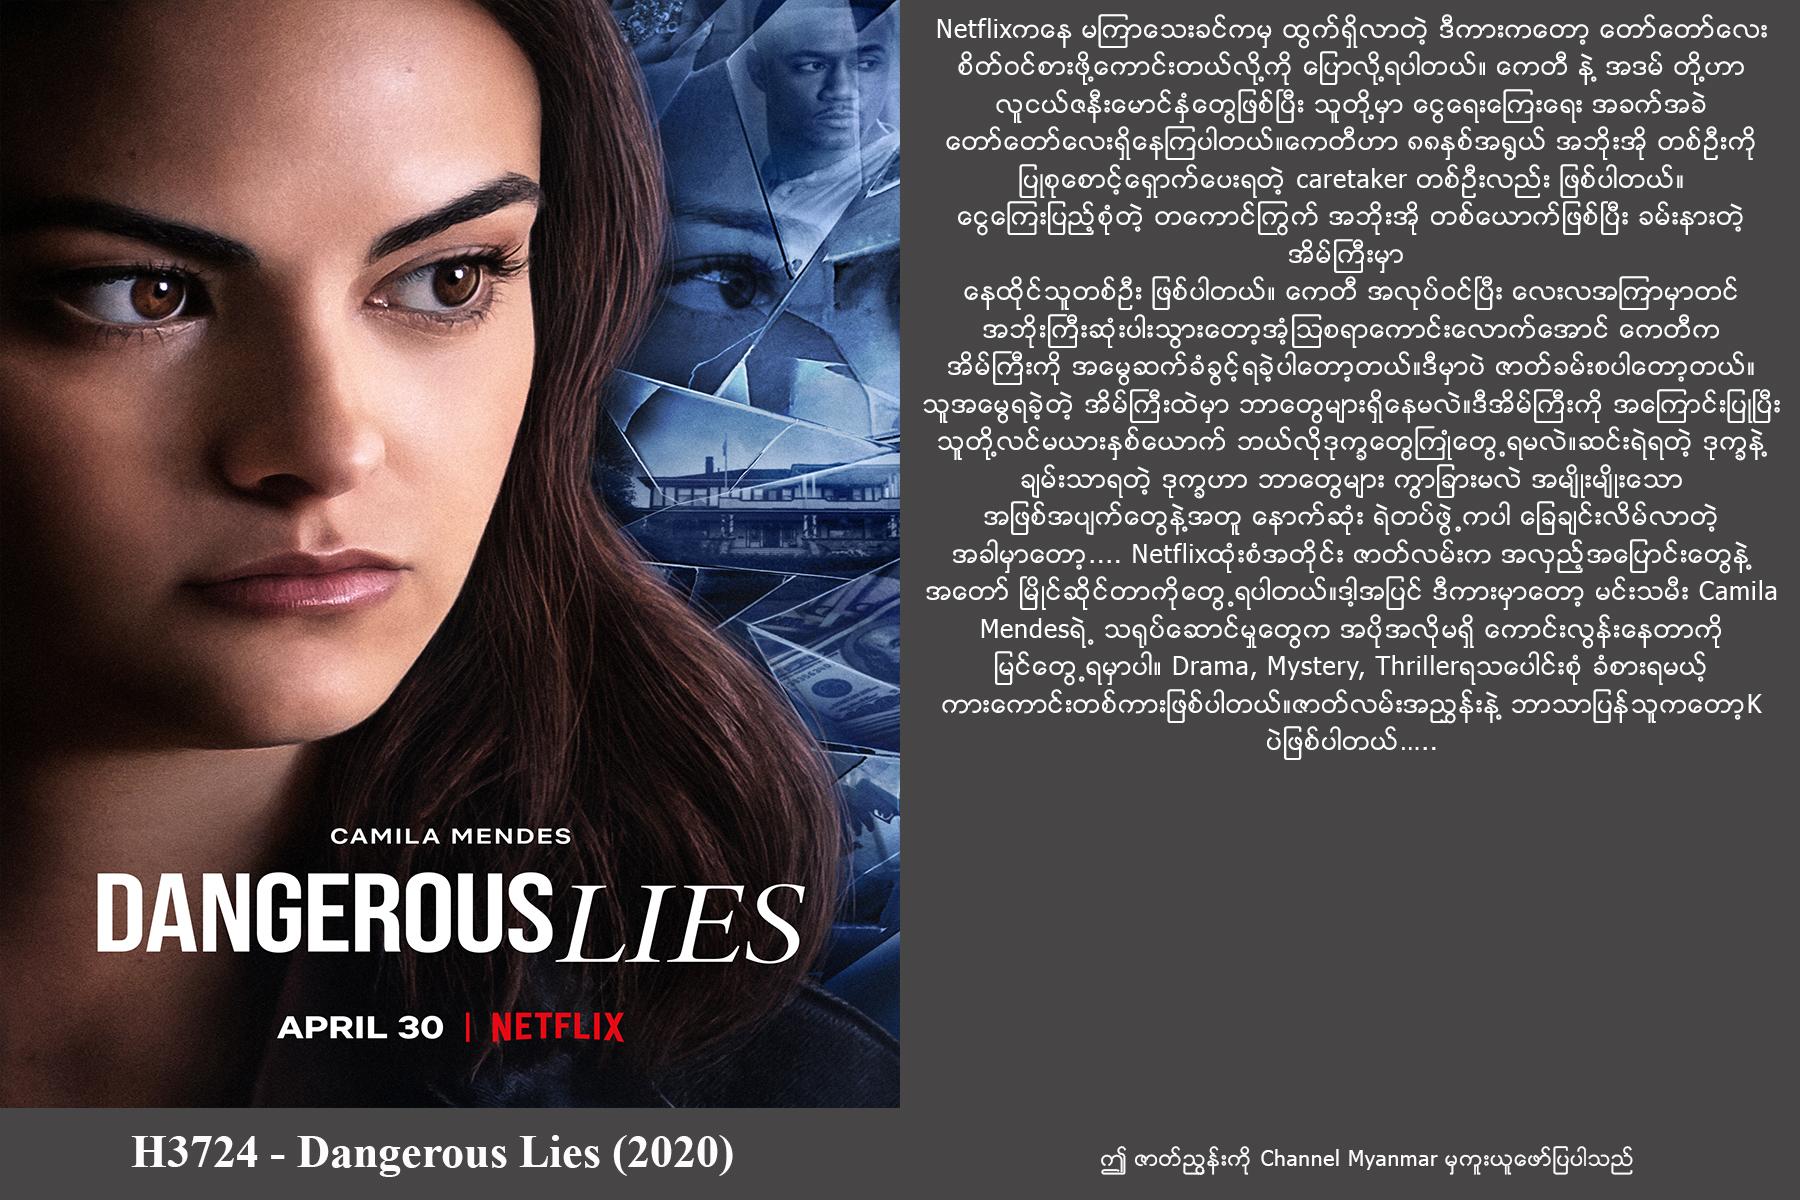 CAMILA MENDES
DANGEROUS LIES
APRIL 30 | NETFLIX
H3724 - Dangerous Lies (2020)
Netflixကနေ မကြာသေးခင်ကမှ ထွက်ရှိလာတဲ့ ဒီကားကတော့ တော်တော်လေး
စိတ်ဝင်စားဖို့ကောင်းတယ်လို့ကို ပြောလို့ရပါတယ်။ ကေတီ နဲ့ အဒမ် တို့ဟာ
လူငယ်ဇနီးမောင်နှံတွေဖြစ်ပြီး သူတို့မှာ ငွေရေးကြေးရေး အခက်အခဲ
တော်တော်လေးရှိနေကြပါတယ်။ကေတီဟာ ၈၈နှစ်အရွယ် အဘိုးအို တစ်ဦးကို
ပြုစုစောင့်ရှောက်ပေးရတဲ့ caretaker တစ်ဦးလည်း ဖြစ်ပါတယ်။
ငွေကြေးပြည့်စုံတဲ့ တကောင်ကြွက် အဘိုးအို တစ်ယောက်ဖြစ်ပြီး ခမ်းနားတဲ့
အိမ်ကြီးမှာ
နေထိုင်သူတစ်ဦး ဖြစ်ပါတယ်။ ကေတီ အလုပ်ဝင်ပြီး လေးလအကြာမှာတင်
အဘိုးကြီးဆုံးပါးသွားတော့အံ့ဩစရာကောင်းလောက်အောင် ကေတီက
အိမ်ကြီးကို အမွေဆက်ခံခွင့်ရခဲ့ပါတော့တယ်။ဒီမှာပဲ ဇာတ်ခမ်းစပါတော့တယ်။
သူအမွေရခဲ့တဲ့ အိမ်ကြီးထဲမှာ ဘာတွေများရှိနေမလဲ။ဒီအိမ်ကြီးကို အကြောင်းပြုပြီး
သူတို့လင်မယားနှစ်ယောက် ဘယ်လိုဒုက္ခတွေကြုံတွေ့ရမလဲ။ဆင်းရဲရတဲ့ ဒုက္ခနဲ့
ချမ်းသာရတဲ့ ဒုက္ခဟာ ဘာတွေများ ကွာခြားမလဲ အမျိုးမျိုးသော
အဖြစ်အပျက်တွေနဲ့အတူ နောက်ဆုံး ရဲတပ်ဖွဲ့ကပါ ခြေချင်းလိမ်လာတဲ့
အခါမှာတော့.... Netflixထုံးစံအတိုင်း ဇာတ်လမ်းက အလှည့်အပြောင်းတွေနဲ့
အတော် မြိုင်ဆိုင်တာကိုတွေ့ရပါတယ်။ဒါ့အပြင် ဒီကားမှာတော့ မင်းသမီး Camila
Mendesရဲ့ သရုပ်ဆောင်မှုတွေက အပိုအလိုမရှိ ကောင်းလွန်းနေတာကို
မြင်တွေ့ရမှာပါ။ Drama, Mystery, Thrillerရသပေါင်းစုံ ခံစားရမယ့်
ကားကောင်းတစ်ကားဖြစ်ပါတယ်။ဇာတ်လမ်းအညွှန်းနဲ့ ဘာသာပြန်သူကတော့K
ပဲဖြစ်ပါတယ်.....
ဤ ဇာတ်ညွှန်းကို Channel Myanmar မှကူးယူဖော်ပြပါသည်